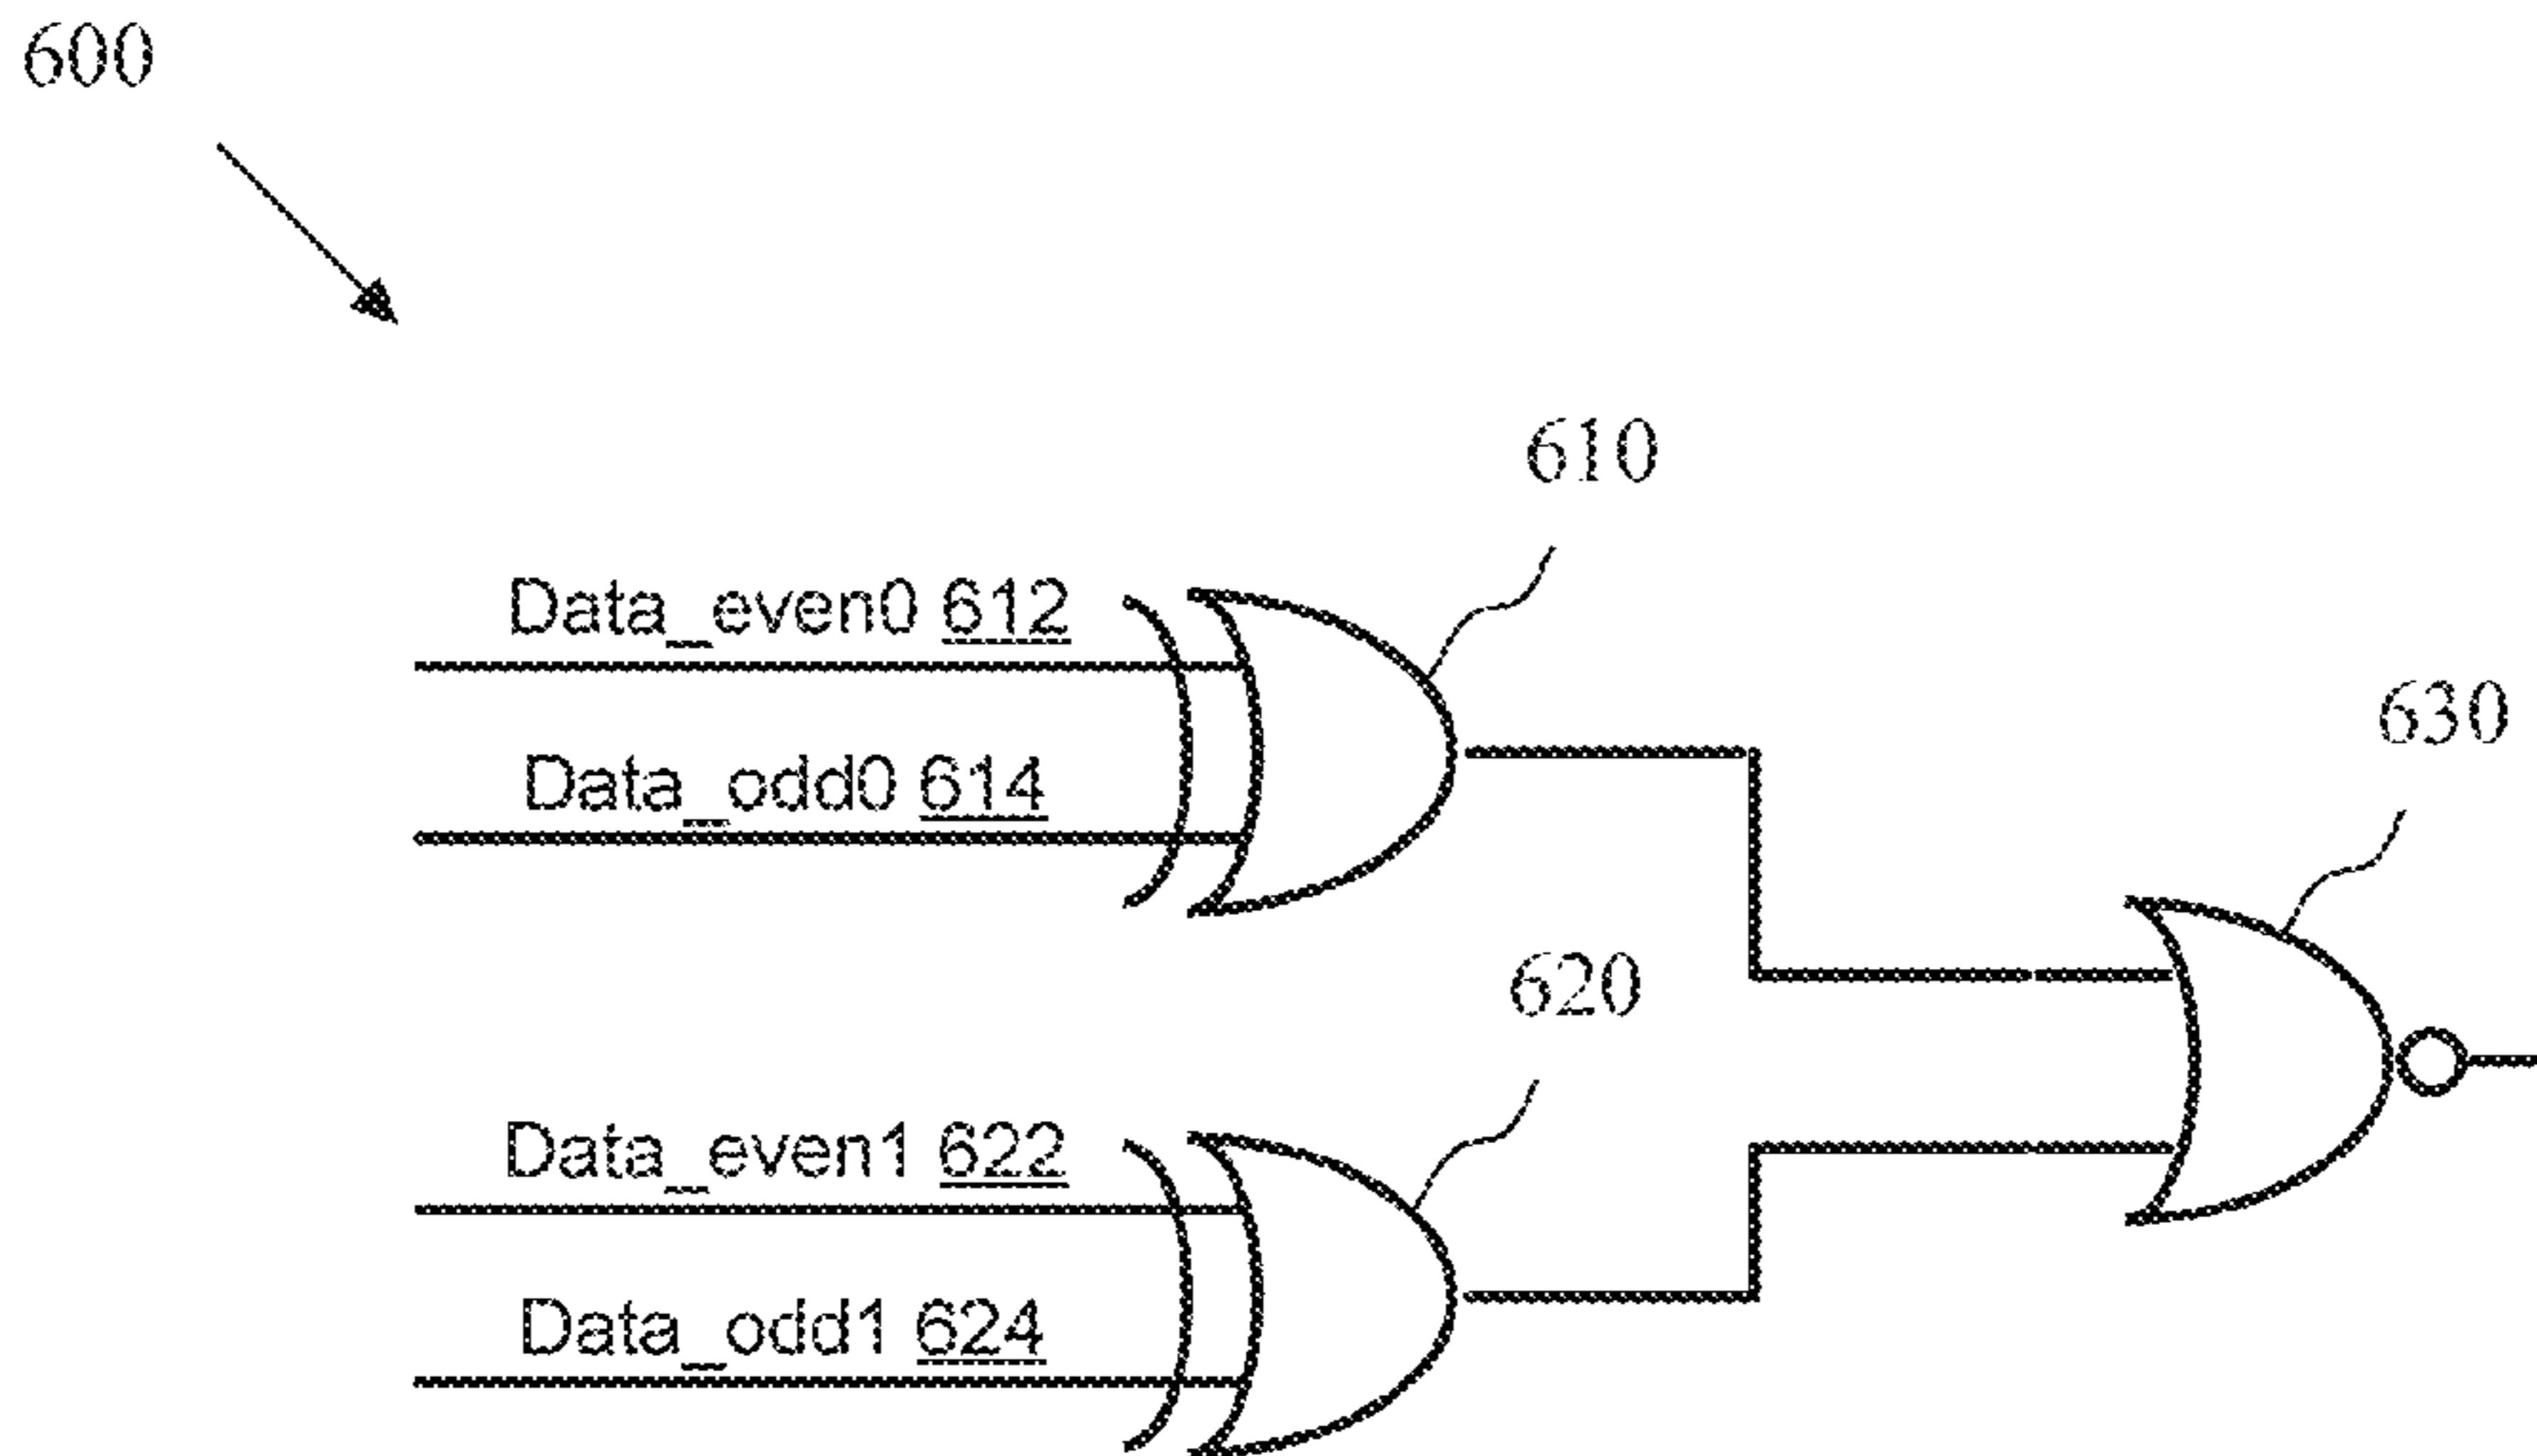 600
610
Data_even0 612
630
Data_odd0 614
620
Data_even1 622
Data_odd1 624